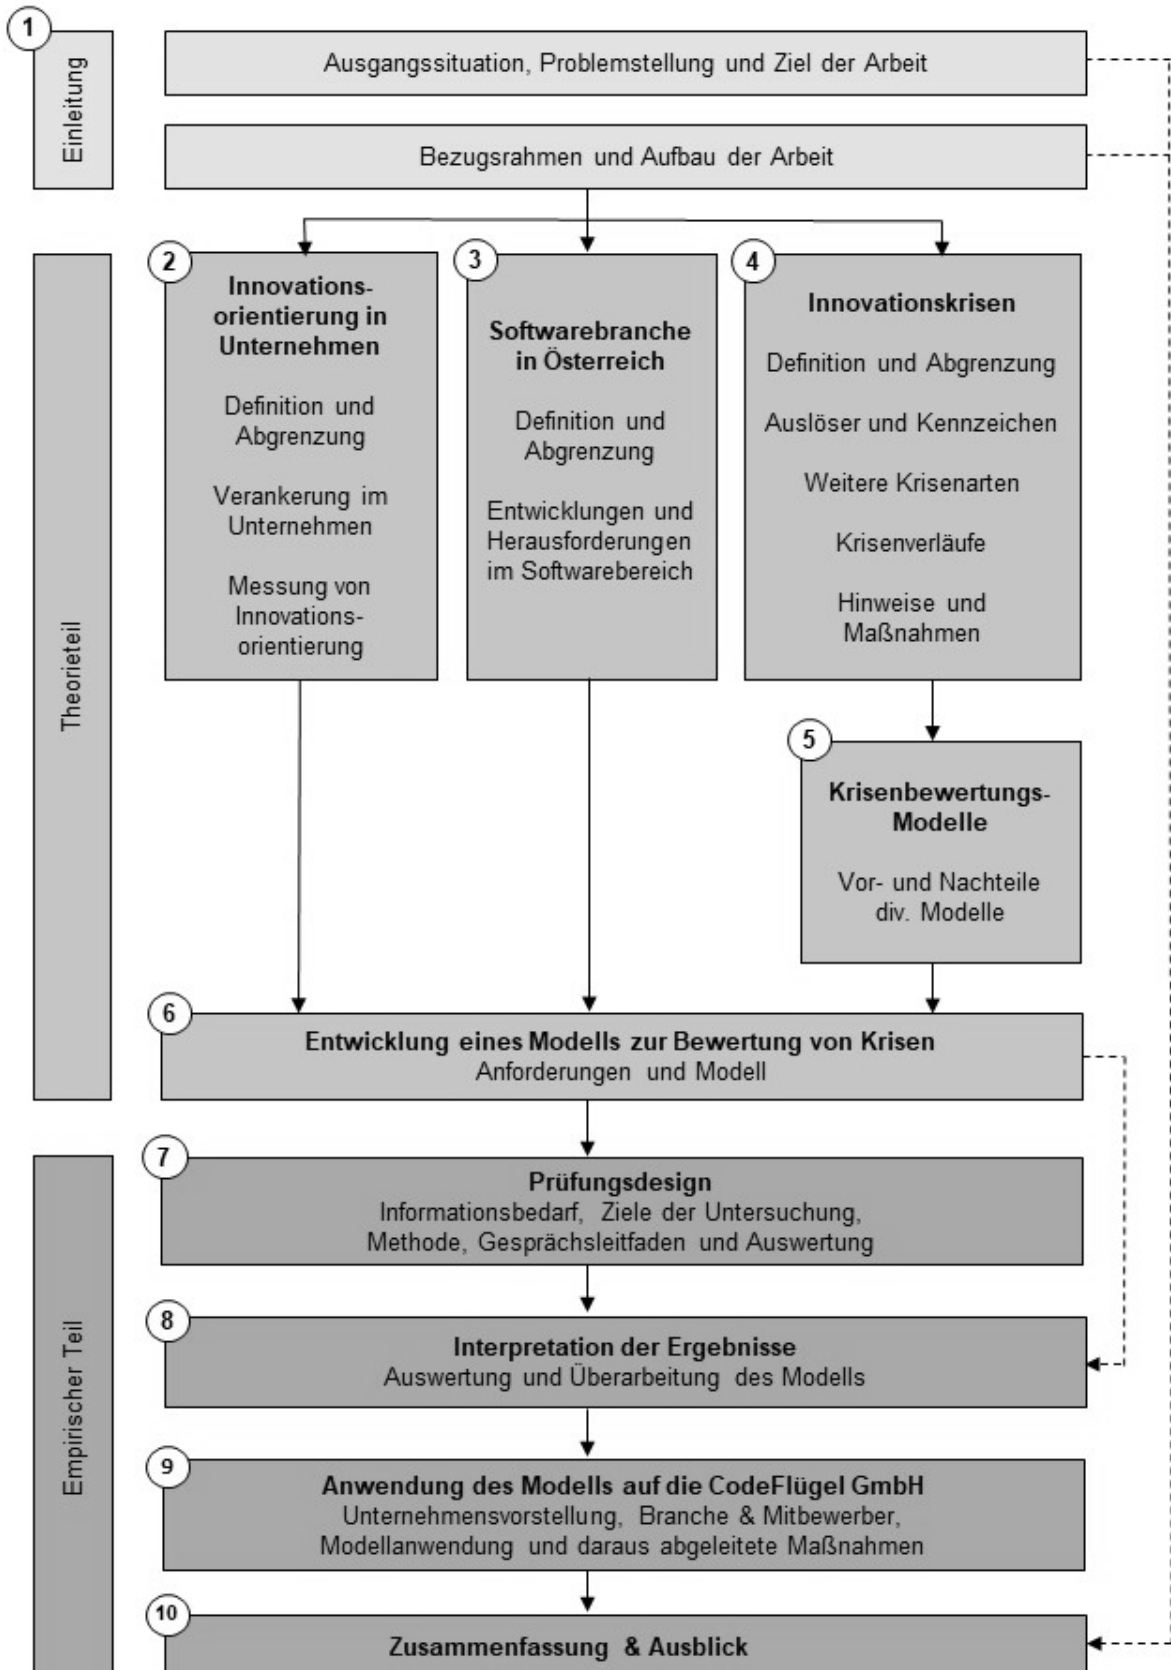 1
Einleitung
Ausgangssituation, Problemstellung und Ziel der Arbeit
Bezugsrahmen und Aufbau der Arbeit
Theorieteil
2
Innovations-
orientierung in
Unternehmen
Definition und
Abgrenzung
Verankerung im
Unternehmen
Messung von
Innovations-
orientierung
3
Softwarebranche
in Österreich
Definition und
Abgrenzung
Entwicklungen und
Herausforderungen
im Softwarebereich
4
Innovationskrisen
Definition und Abgrenzung
Auslöser und Kennzeichen
Weitere Krisenarten
Krisenverläufe
Hinweise und
Maßnahmen
5
Krisenbewertungs-
Modelle
Vor- und Nachteile
div. Modelle
6
Entwicklung eines Modells zur Bewertung von Krisen
Anforderungen und Modell
Empirischer Teil
7
Prüfungsdesign
Informationsbedarf, Ziele der Untersuchung,
Methode, Gesprächsleitfaden und Auswertung
8
Interpretation der Ergebnisse
Auswertung und Überarbeitung des Modells
9
Anwendung des Modells auf die CodeFlügel GmbH
Unternehmensvorstellung, Branche & Mitbewerber,
Modellanwendung und daraus abgeleitete Maßnahmen
10
Zusammenfassung & Ausblick